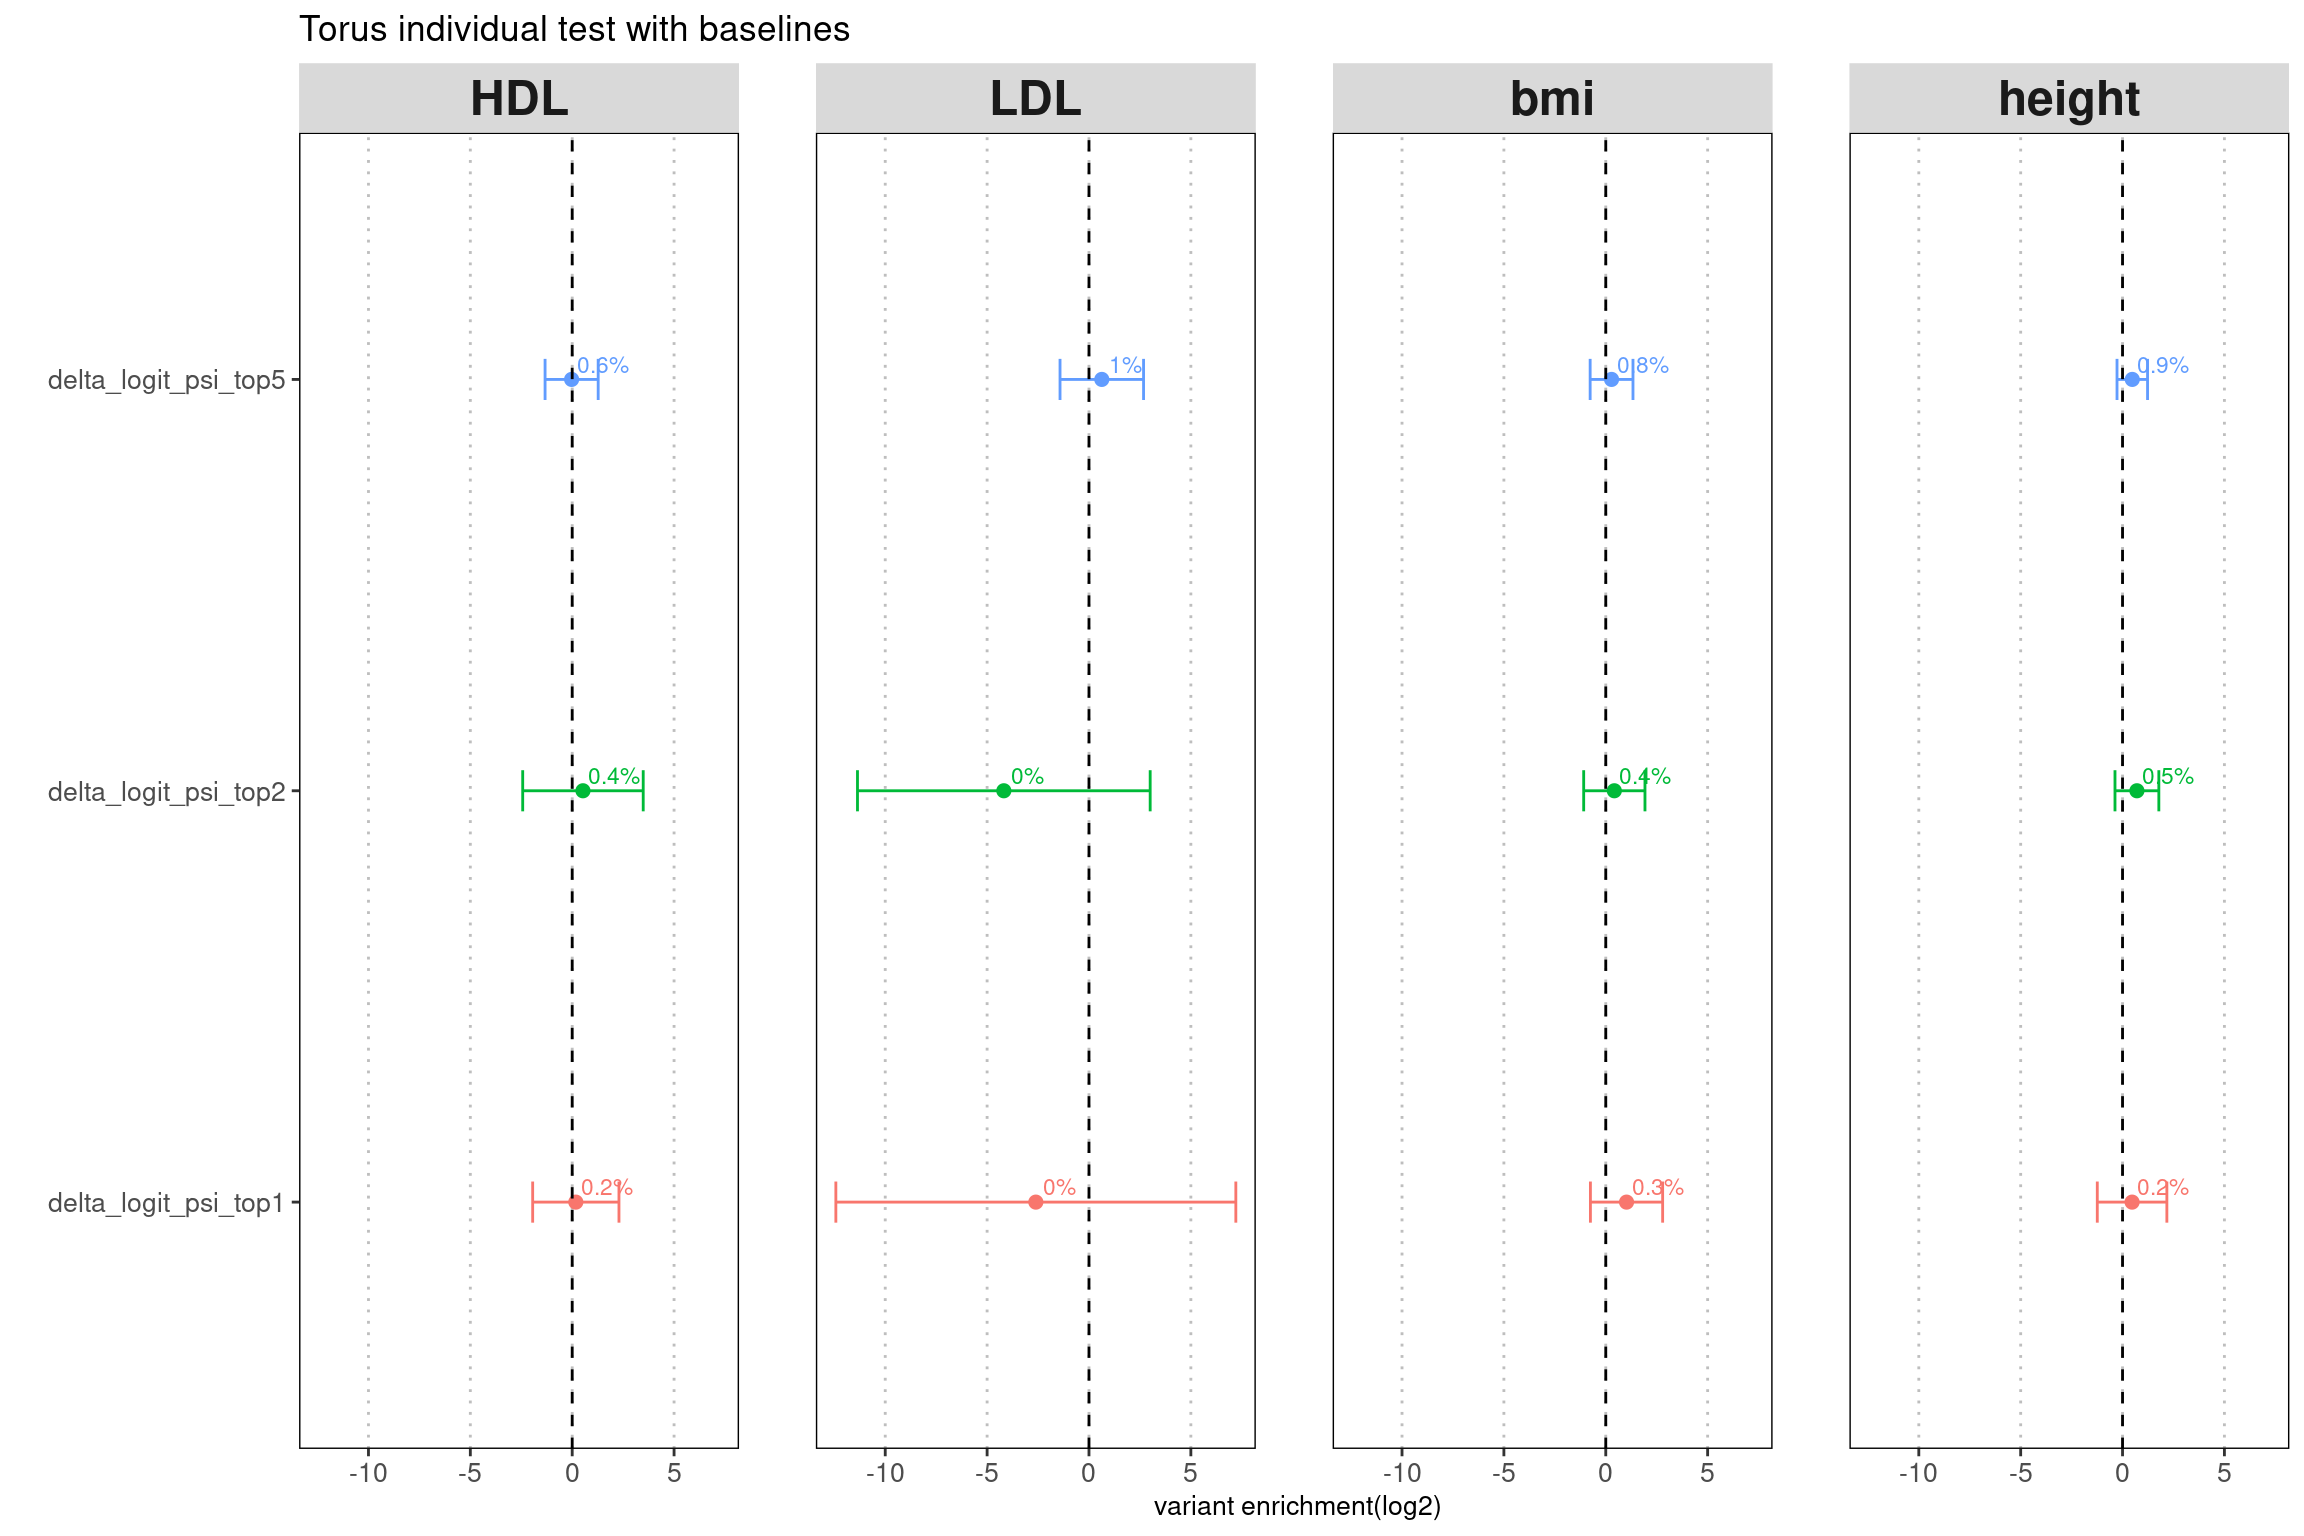 Torus individual test with baselines
HDL LDL bmi height
delta_logit_psi_top5 0.6% 1% 0.8% 0.9%
delta_logit_psi_top2 0.4% 0% 0.4% 0.5%
delta_logit_psi_top1 0.2% 0% 0.3% 0.2%
-10 -5 0 5 -10 -5 0 5 -10 -5 0 5 -10 -5 0 5
variant enrichment(log2)